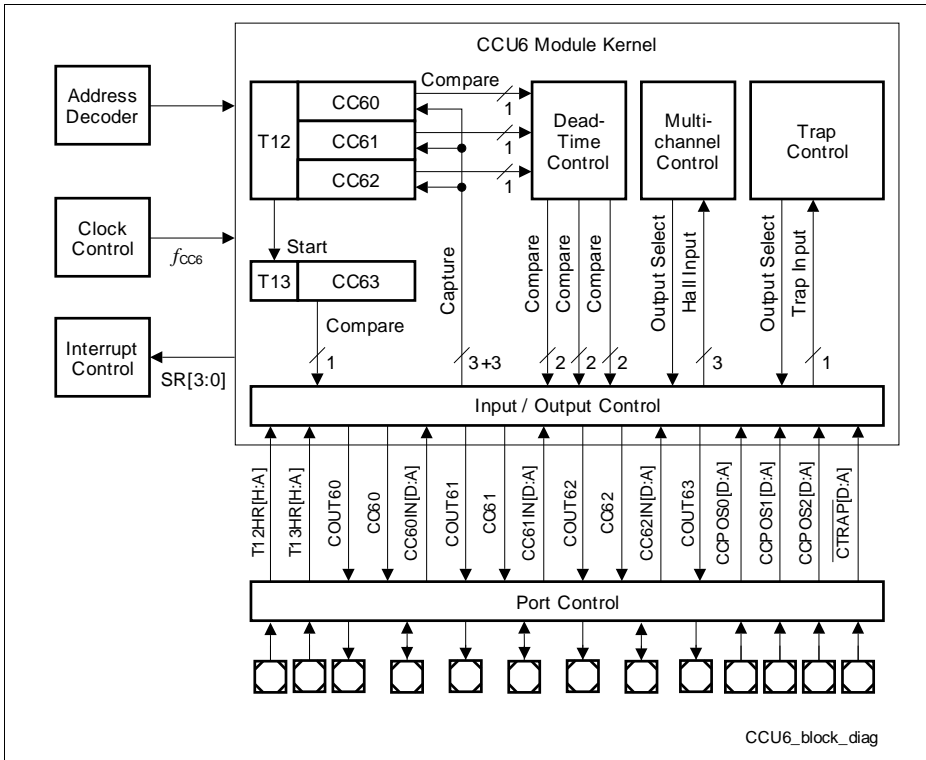 CCU6 Module Kernel
Address
Decoder
Clock
Control
fCC6
Interrupt
Control
SR[3:0]
T12
CC60
CC61
CC62
Compare
1
1
1
Dead-
Time
Control
Multi-
channel
Control
Trap
Control
Start
T13
CC63
Compare
1
Capture
3+3
Compare
2
Compare
2
Compare
2
Output Select
Hall Input
3
Output Select
Trap Input
1
Input / Output Control
T12HR[H:A]
T13HR[H:A]
COUT60
CC60
CC60IN[D:A]
COUT61
CC61
CC61IN[D:A]
COUT62
CC62
CC62IN[D:A]
COUT63
CCPOS0[D:A]
CCPOS1[D:A]
CCPOS2[D:A]
CTRAP[D:A]
Port Control
CCU6_block_diag